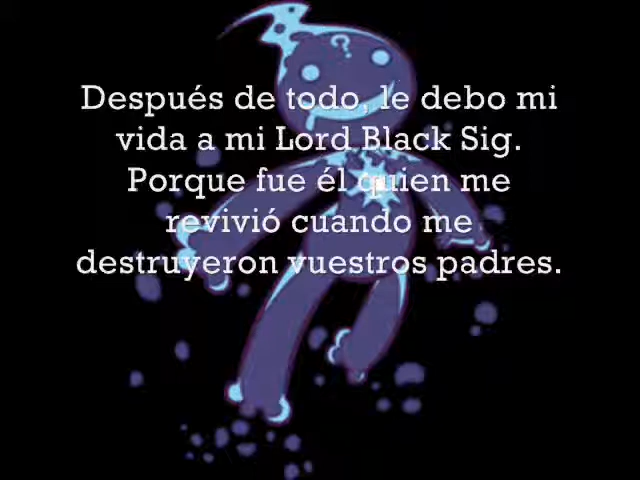 Después de todo, le debo mi
vida a mi Lord Black Sig.
Porque fue él quien me
revivió cuando me
destruyeron vuestros padres.